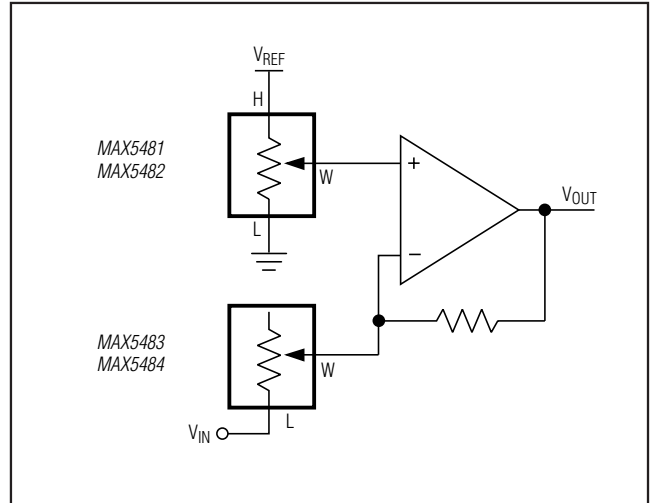 VREF
H
MAX5481
MAX5482
W
+
VOUT
L
−
MAX5483
MAX5484
W
L
VIN